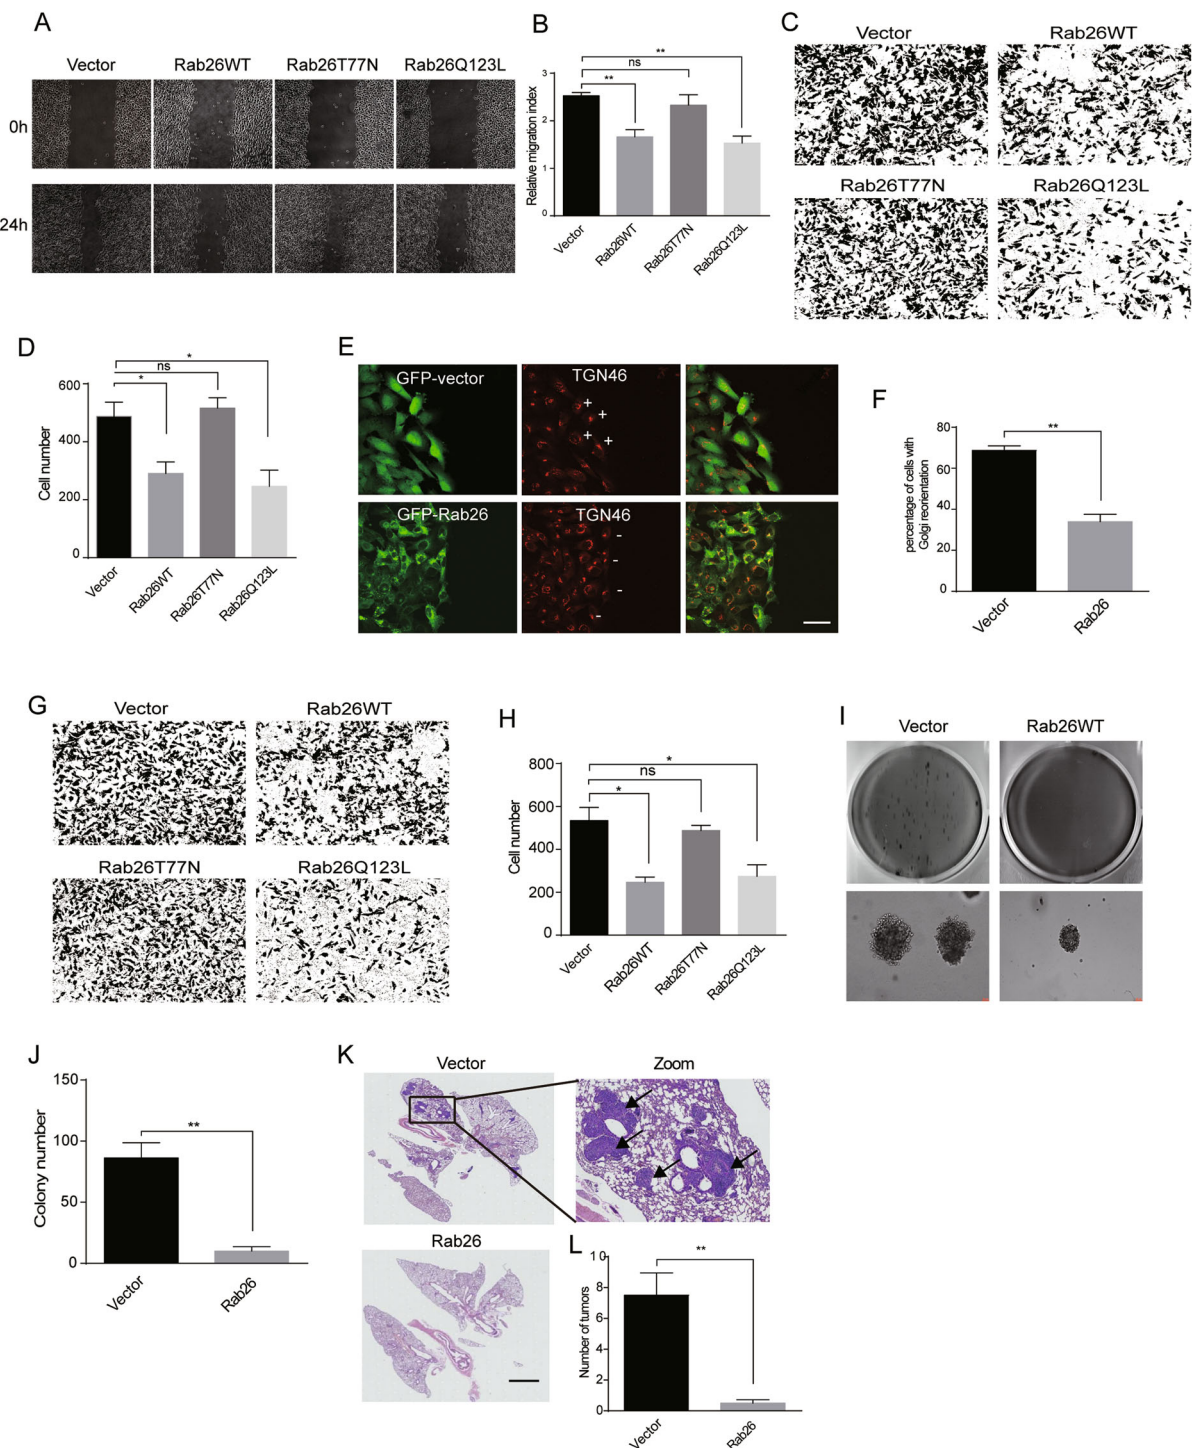 A
Vector Rab26WT Rab26T77N Rab26Q123L
0h
24h
B
Relative migration index
3
2
1
0
** ns **
Vector Rab26WT Rab26T77N Rab26Q123L
C
Vector Rab26WT
Rab26T77N Rab26Q123L
D
Cell number
600
400
200
0
* ns *
Vector Rab26WT Rab26T77N Rab26Q123L
E
GFP-vector TGN46
+ + + +
GFP-Rab26 TGN46
- - - -
F
percentage of cells with
Golgi reorientation
80
60
40
20
0
**
Vector Rab26
G
Vector Rab26WT
Rab26T77N Rab26Q123L
H
Cell number
800
600
400
200
0
* ns *
Vector Rab26WT Rab26T77N Rab26Q123L
I
Vector Rab26WT
J
Colony number
150
100
50
0
**
Vector Rab26
K
Vector Zoom
Rab26
L
Number of tumors
10
8
6
4
2
0
**
Vector Rab26